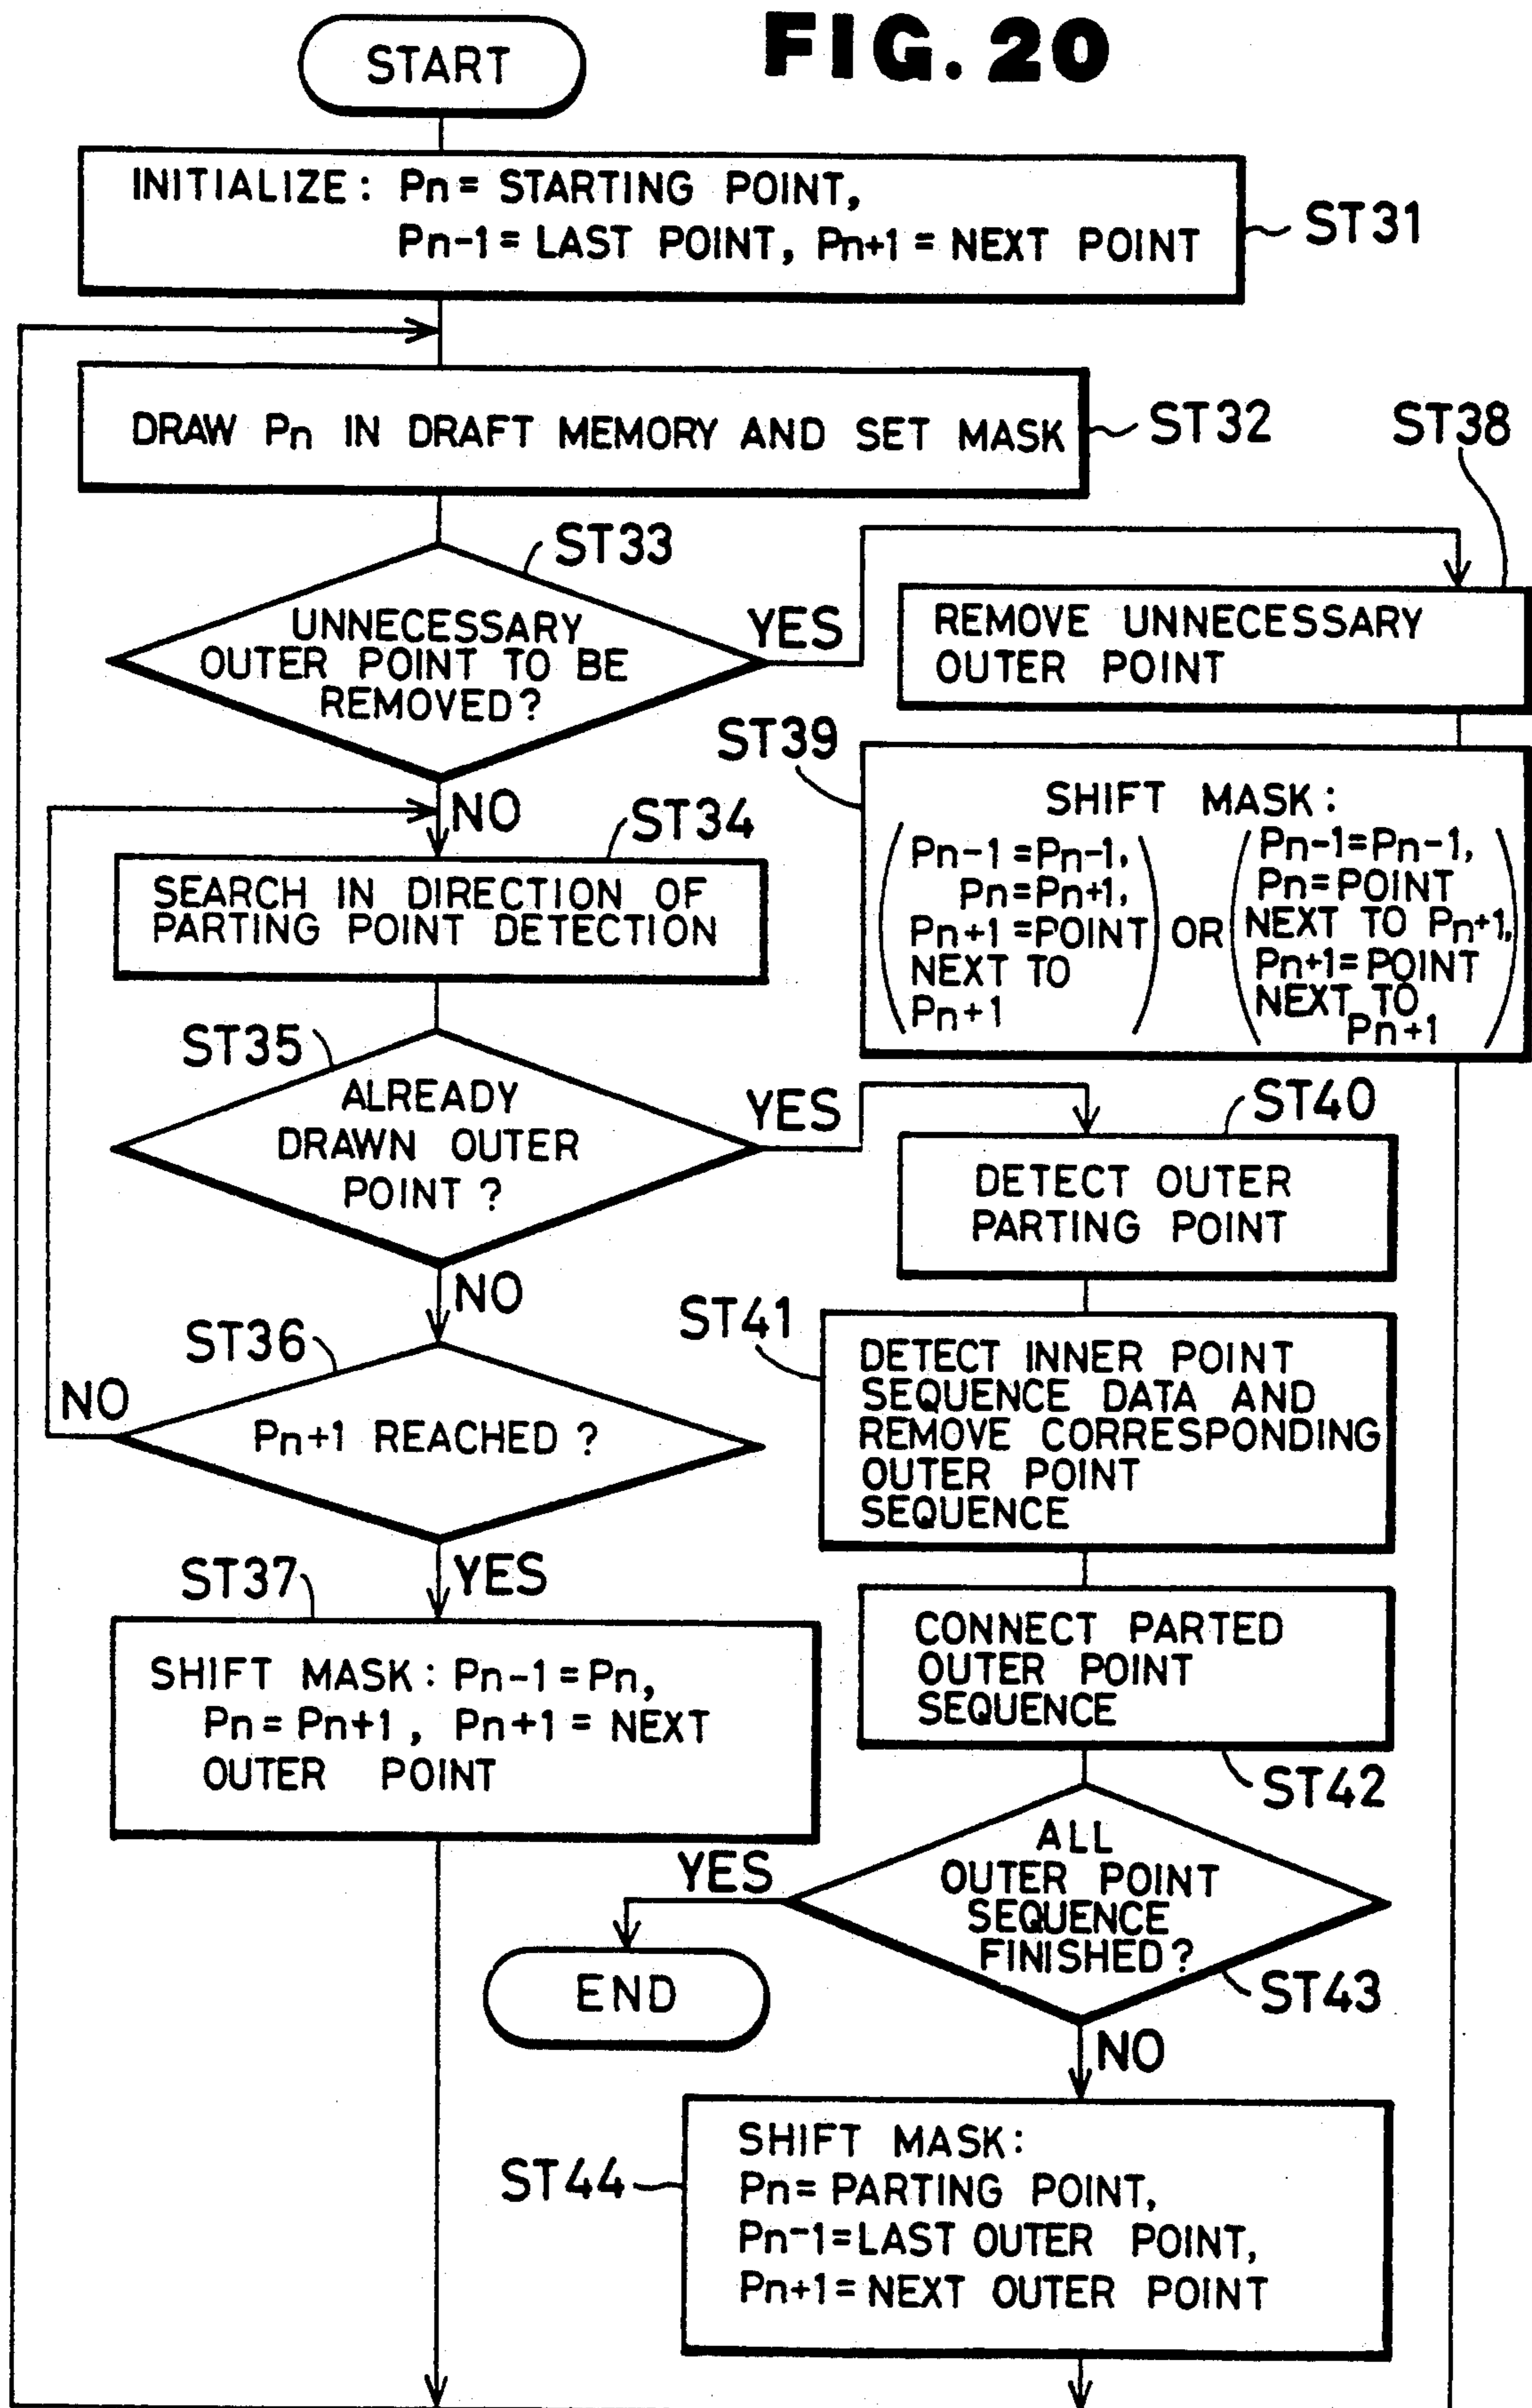 FIG. 20
START
INITIALIZE: Pn = STARTING POINT,
Pn-1 = LAST POINT, Pn+1 = NEXT POINT
ST31
DRAW Pn IN DRAFT MEMORY AND SET MASK
ST32
ST38
ST33
UNNECESSARY
OUTER POINT TO BE
REMOVED?
YES
REMOVE UNNECESSARY
OUTER POINT
ST39
SHIFT MASK:
Pn-1 = Pn-1,
Pn = Pn+1,
Pn+1 = POINT
NEXT TO
Pn+1
OR
Pn-1 = Pn-1,
Pn = POINT
NEXT TO Pn+1,
Pn+1 = POINT
NEXT TO
Pn+1
NO
ST34
SEARCH IN DIRECTION OF
PARTING POINT DETECTION
ST35
ALREADY
DRAWN OUTER
POINT ?
YES
ST40
DETECT OUTER
PARTING POINT
NO
ST36
Pn+1 REACHED ?
NO
ST41
DETECT INNER POINT
SEQUENCE DATA AND
REMOVE CORRESPONDING
OUTER POINT
SEQUENCE
YES
ST37
SHIFT MASK: Pn-1 = Pn,
Pn = Pn+1, Pn+1 = NEXT
OUTER POINT
CONNECT PARTED
OUTER POINT
SEQUENCE
ST42
ALL
OUTER POINT
SEQUENCE
FINISHED?
YES
END
ST43
NO
ST44
SHIFT MASK:
Pn = PARTING POINT,
Pn-1 = LAST OUTER POINT,
Pn+1 = NEXT OUTER POINT